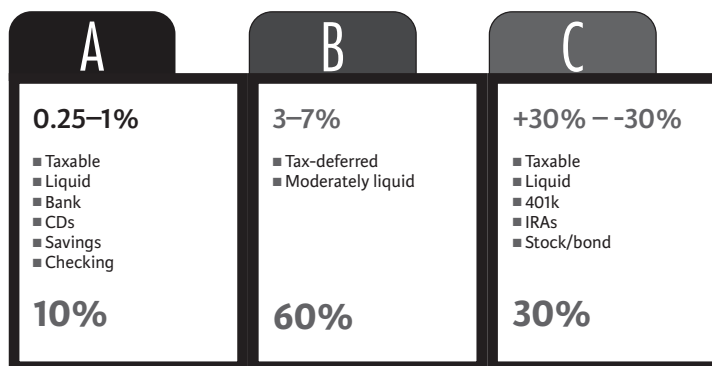 A
0.25–1%
■ Taxable
■ Liquid
■ Bank
■ CDs
■ Savings
■ Checking
10%
B
3–7%
■ Tax-deferred
■ Moderately liquid
60%
C
+30% – -30%
■ Taxable
■ Liquid
■ 401k
■ IRAs
■ Stock/bond
30%